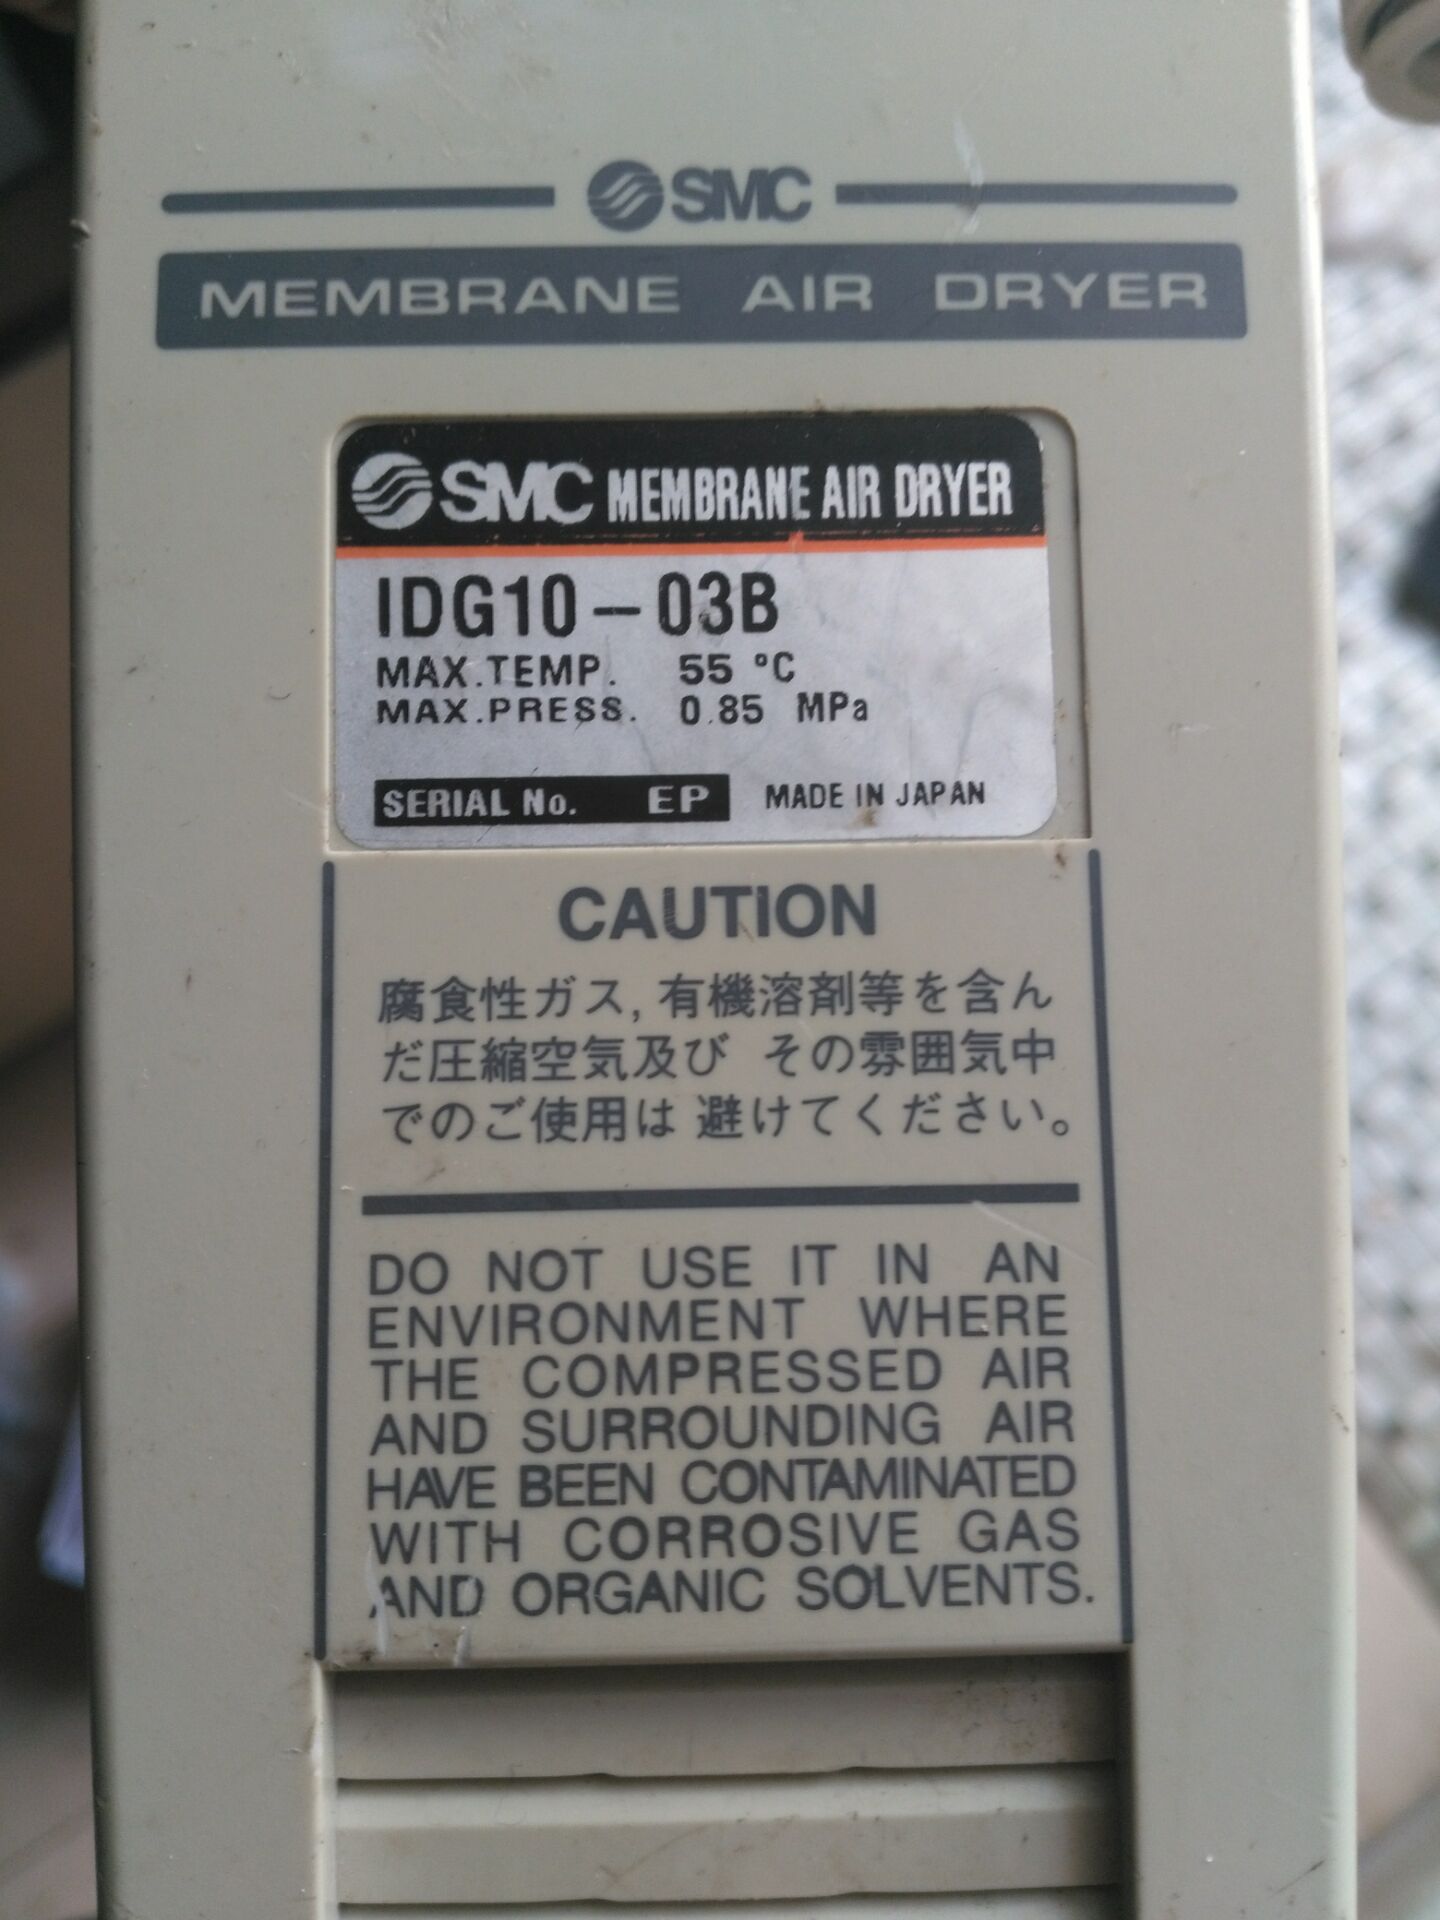 SMC
MEMBRANE AIR DRYER
SMC MEMBRANE AIR DRYER
IDG10-03B
MAX.TEMP. 55 °C
MAX.PRESS. 0.85 MPa
SERIAL No. EP MADE IN JAPAN
CAUTION
腐食性ガス,有機溶剤等を含ん
だ圧縮空気及び その雰囲気中
でのご使用は 避けてください。
DO NOT USE IT IN AN
ENVIRONMENT WHERE
THE COMPRESSED AIR
AND SURROUNDING AIR
HAVE BEEN CONTAMINATED
WITH CORROSIVE GAS
AND ORGANIC SOLVENTS.